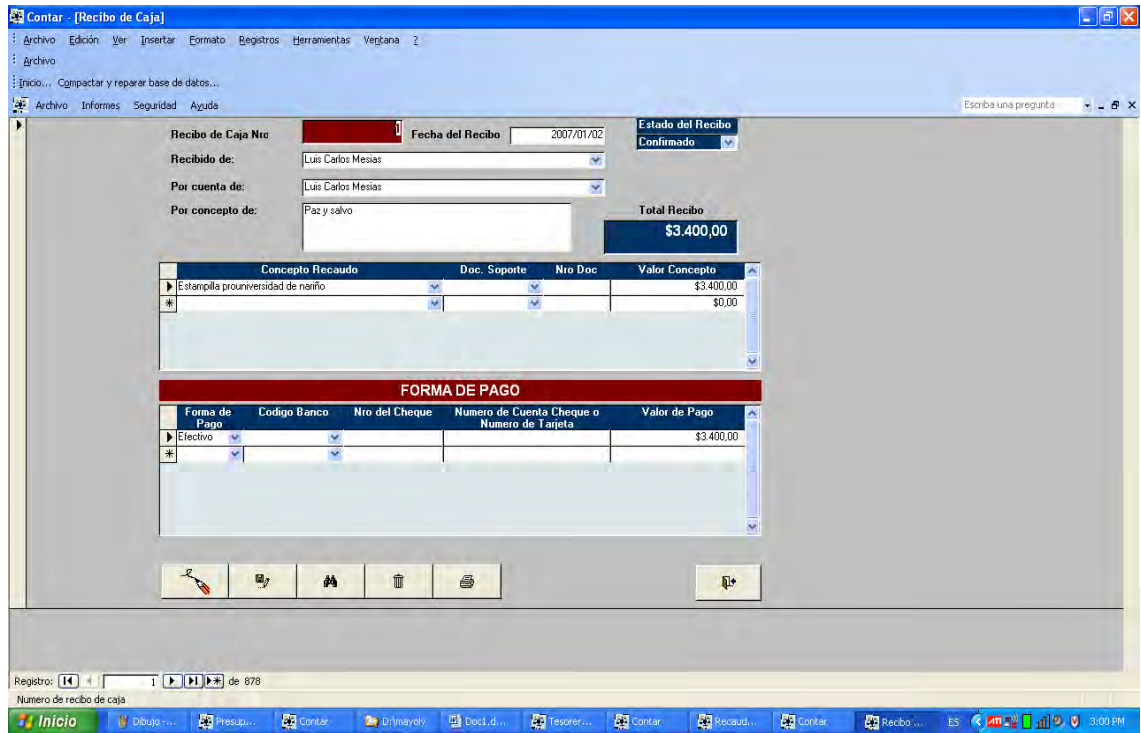 Contar - [Recibo de Caja]
Archivo Edición Ver Insertar Formato Registros Herramientas Ventana ?
Archivo
Inicio... Compactar y reparar base de datos...
Archivo Informes Seguridad Ayuda Escriba una pregunta
Recibo de Caja Nro 1 Fecha del Recibo 2007/01/02 Estado del Recibo
Confirmado
Recibido de: Luis Carlos Mesias
Por cuenta de: Luis Carlos Mesias
Por concepto de: Paz y salvo Total Recibo
$3.400,00
Concepto Recaudo Doc. Soporte Nro Doc Valor Concepto
Estampilla prouniversidad de nariño $3.400,00
$0,00
FORMA DE PAGO
Forma de Pago Codigo Banco Nro del Cheque Numero de Cuenta Cheque o Numero de Tarjeta Valor de Pago
Efectivo $3.400,00
Registro: 1 de 878
Numero de recibo de caja
Inicio Dibujo -... Presup... Contar D:\mayoly Doc1.d... Tesorer... Contar Recaud... Contar Recibo ... ES 3:00 PM